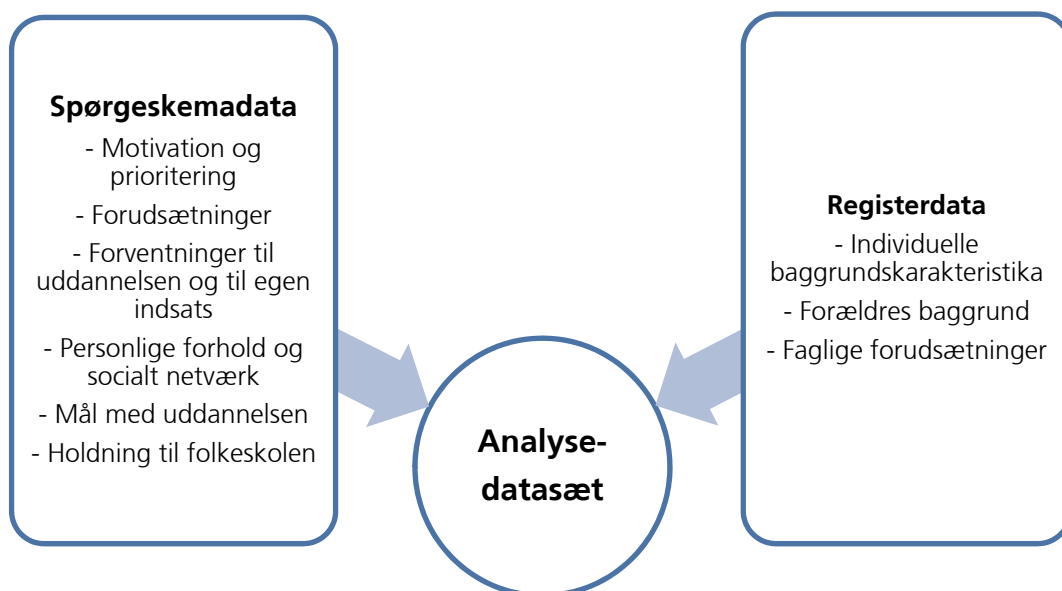 Spørgeskemadata
- Motivation og
prioritering
- Forudsætninger
- Forventninger til
uddannelsen og til egen
indsats
- Personlige forhold og
socialt netværk
- Mål med uddannelsen
- Holdning til folkeskolen
Analyse-
datasæt
Registerdata
- Individuelle
baggrundskarakteristika
- Forældres baggrund
- Faglige forudsætninger